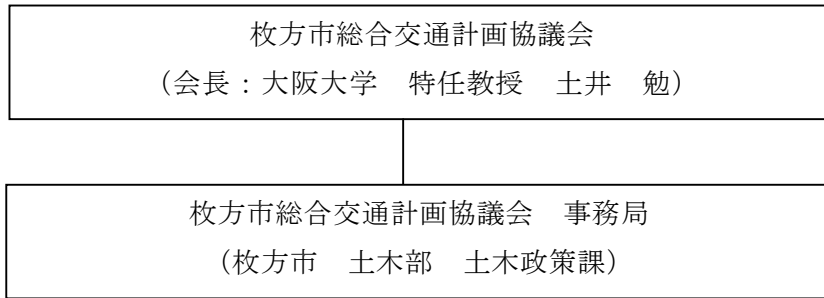 枚方市総合交通計画協議会
（会長：大阪大学　特任教授　土井　勉）
枚方市総合交通計画協議会　事務局
（枚方市　土木部　土木政策課）